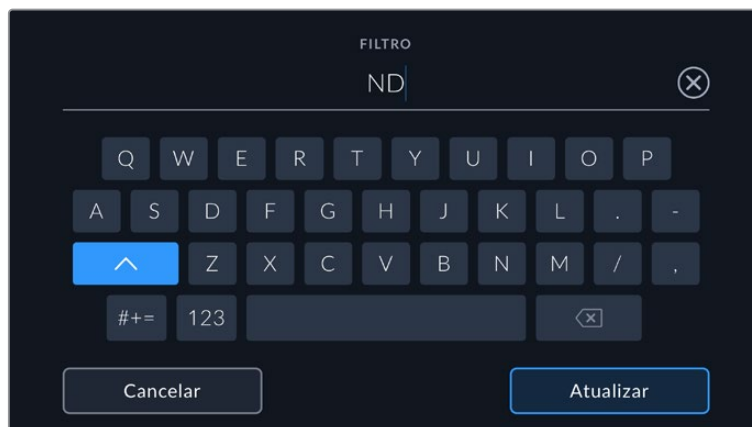 FILTRO
ND
Q W E R T Y U I O P
A S D F G H J K L . -
Z X C V B N M / ,
#+= 123
Cancelar Atualizar